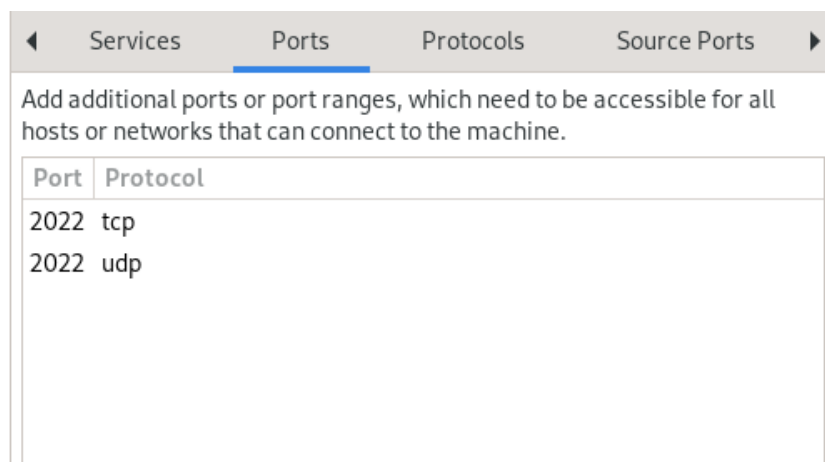 Services Ports Protocols Source Ports
Add additional ports or port ranges, which need to be accessible for all
hosts or networks that can connect to the machine.
Port Protocol
2022 tcp
2022 udp